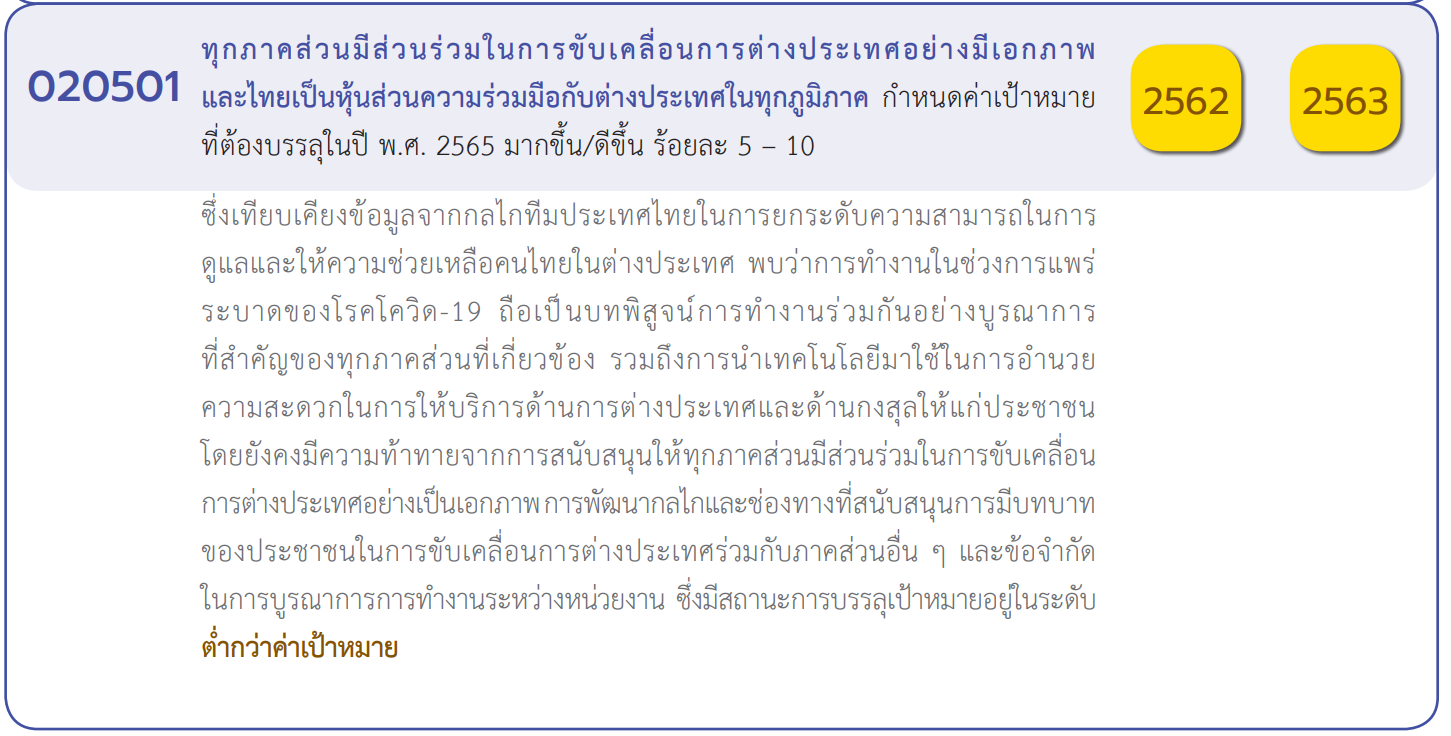 020501
ทุกภาคส่วนมีส่วนร่วมในการขับเคลื่อนการต่างประเทศอย่างมีเอกภาพ
และไทยเป็นหุ้นส่วนความร่วมมือกับต่างประเทศในทุกภูมิภาค กำหนดค่าเป้าหมาย
ที่ต้องบรรลุในปี พ.ศ. 2565 มากขึ้น/ดีขึ้น ร้อยละ 5 – 10
2562 2563
ซึ่งเทียบเคียงข้อมูลจากกลไกทีมประเทศไทยในการยกระดับความสามารถในการ
ดูแลและให้ความช่วยเหลือคนไทยในต่างประเทศ พบว่าการทำงานในช่วงการแพร่
ระบาดของโรคโควิด-19 ถือเป็นบทพิสูจน์การทำงานร่วมกันอย่างบูรณาการ
ที่สำคัญของทุกภาคส่วนที่เกี่ยวข้อง รวมถึงการนำเทคโนโลยีมาใช้ในการอำนวย
ความสะดวกในการให้บริการด้านการต่างประเทศและด้านกงสุลให้แก่ประชาชน
โดยยังคงมีความท้าทายจากการสนับสนุนให้ทุกภาคส่วนมีส่วนร่วมในการขับเคลื่อน
การต่างประเทศอย่างเป็นเอกภาพ การพัฒนากลไกและช่องทางที่สนับสนุนการมีบทบาท
ของประชาชนในการขับเคลื่อนการต่างประเทศร่วมกับภาคส่วนอื่น ๆ และข้อจำกัด
ในการบูรณาการการทำงานระหว่างหน่วยงาน ซึ่งมีสถานะการบรรลุเป้าหมายอยู่ในระดับ
ต่ำกว่าค่าเป้าหมาย